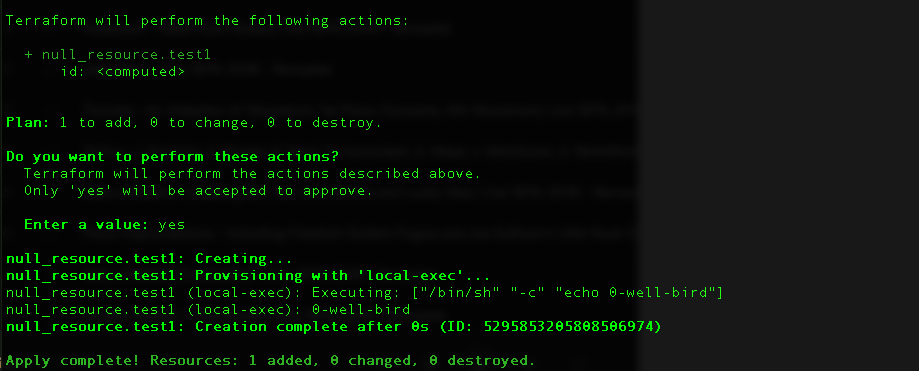 Terraform will perform the following actions:
+ null_resource.test1
id: <computed>
Plan: 1 to add, 0 to change, 0 to destroy.
Do you want to perform these actions?
Terraform will perform the actions described above.
Only 'yes' will be accepted to approve.
Enter a value: yes
null_resource.test1: Creating...
null_resource.test1: Provisioning with 'local-exec'...
null_resource.test1 (local-exec): Executing: ["/bin/sh" "-c" "echo 0-well-bird"]
null_resource.test1 (local-exec): 0-well-bird
null_resource.test1: Creation complete after 0s (ID: 5295853205808506974)
Apply complete! Resources: 1 added, 0 changed, 0 destroyed.